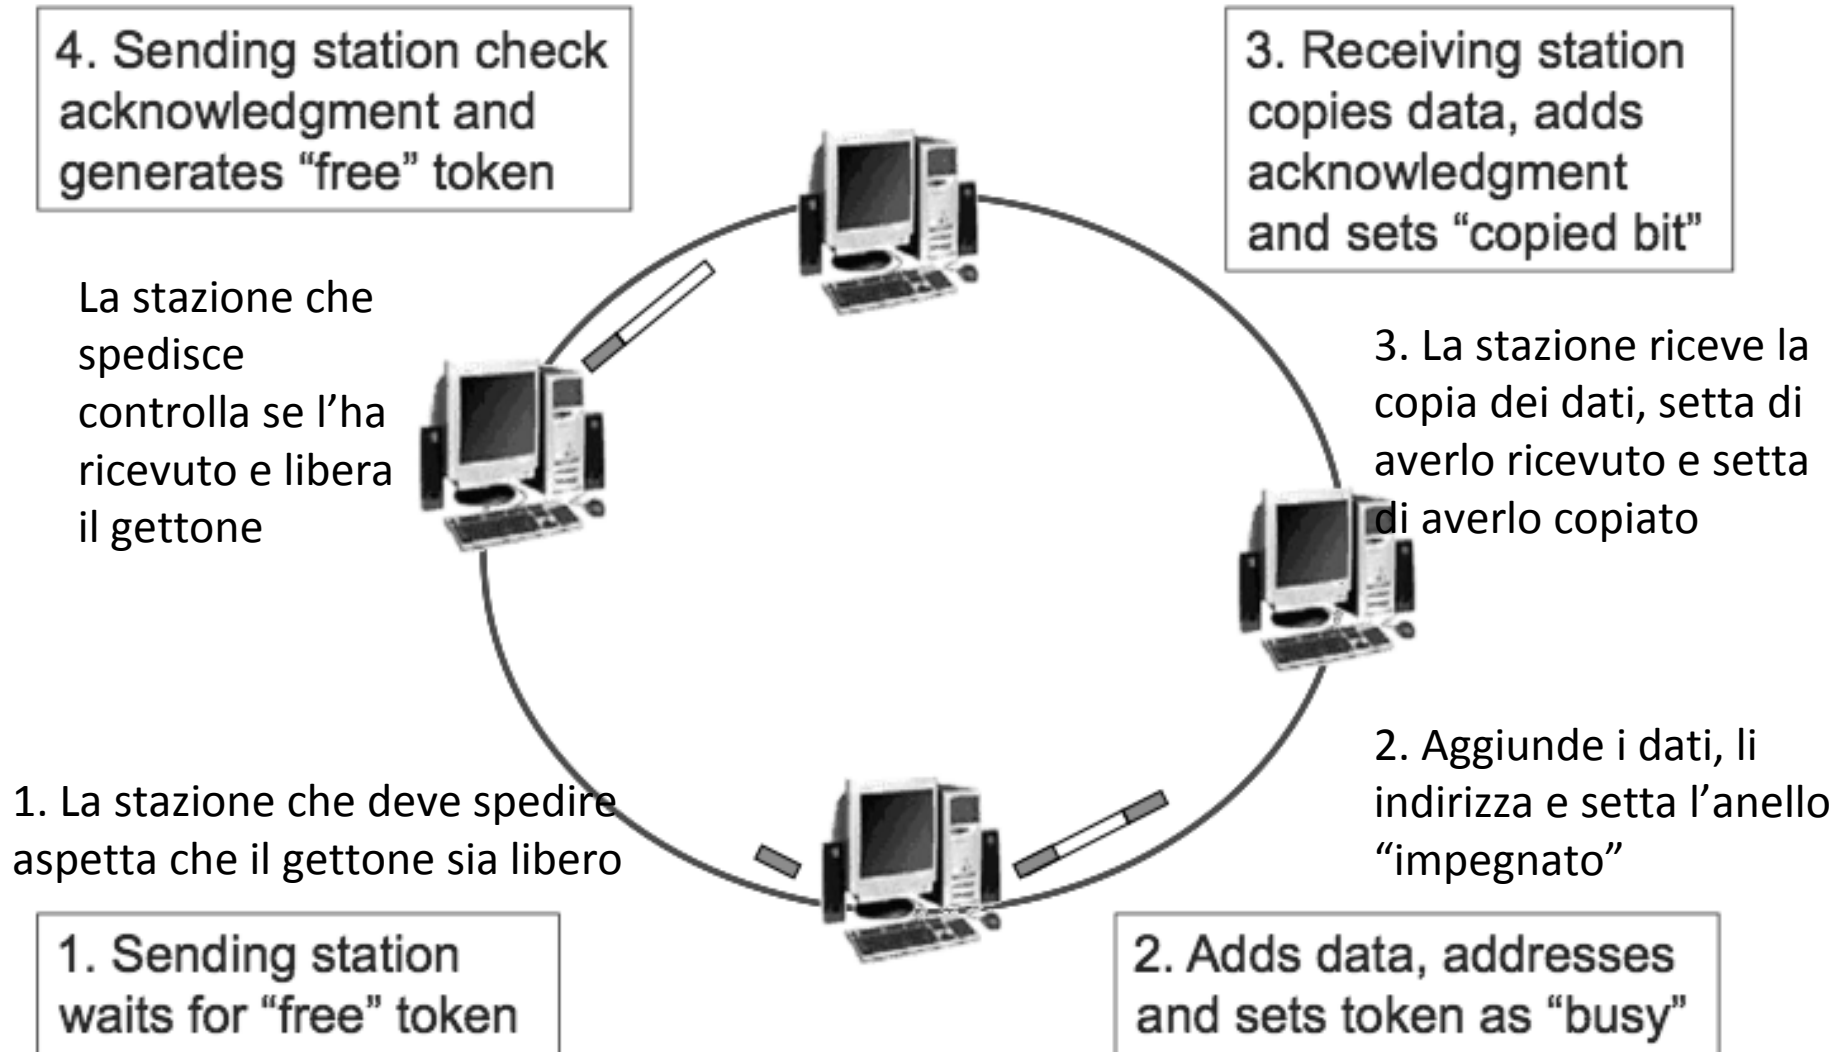 4. Sending station check
acknowledgment and
generates “free” token
3. Receiving station
copies data, adds
acknowledgment
and sets “copied bit”
La stazione che
spedisce
controlla se l’ha
ricevuto e libera
il gettone
3. La stazione riceve la
copia dei dati, setta di
averlo ricevuto e setta
di averlo copiato
1. La stazione che deve spedire
aspetta che il gettone sia libero
2. Aggiunde i dati, li
indirizza e setta l’anello
“impegnato”
1. Sending station
waits for “free” token
2. Adds data, addresses
and sets token as “busy”